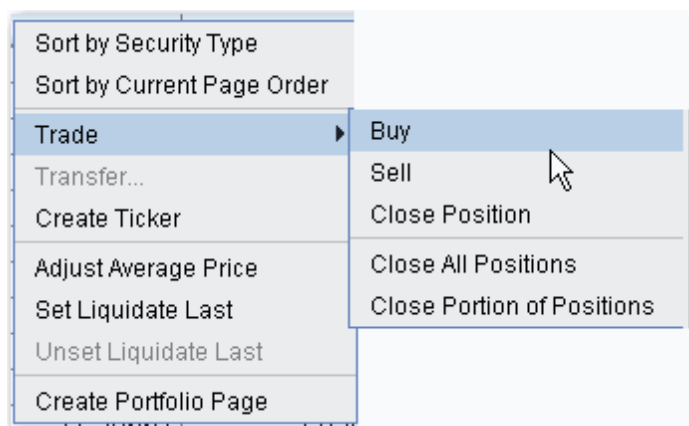 Sort by Security Type
Sort by Current Page Order
Trade
Transfer...
Create Ticker
Adjust Average Price
Set Liquidate Last
Unset Liquidate Last
Create Portfolio Page
Buy
Sell
Close Position
Close All Positions
Close Portion of Positions